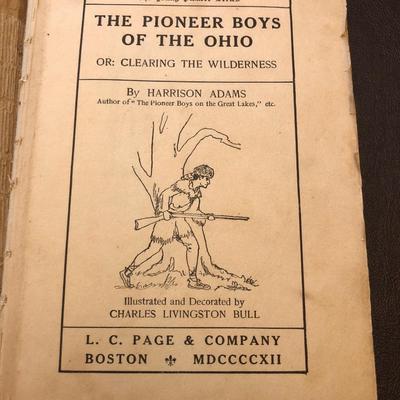 THE PIONEER BOYS
OF THE OHIO
OR: CLEARING THE WILDERNESS
By HARRISON ADAMS
Author of "The Pioneer Boys on the Great Lakes," etc.
Illustrated and Decorated by
CHARLES LIVINGSTON BULL
L. C. PAGE & COMPANY
BOSTON MDCCCCXII